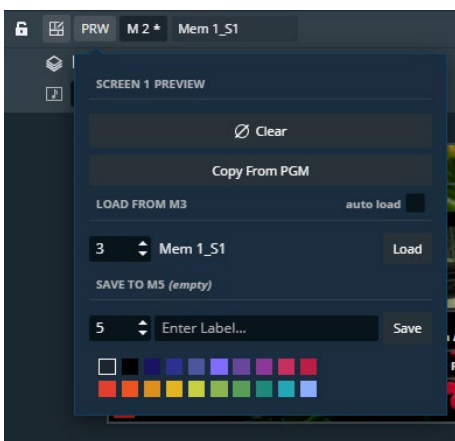 PRW M 2 * Mem 1_S1
SCREEN 1 PREVIEW
Clear
Copy From PGM
LOAD FROM M3 auto load
3 Mem 1_S1 Load
SAVE TO M5 (empty)
5 Enter Label... Save